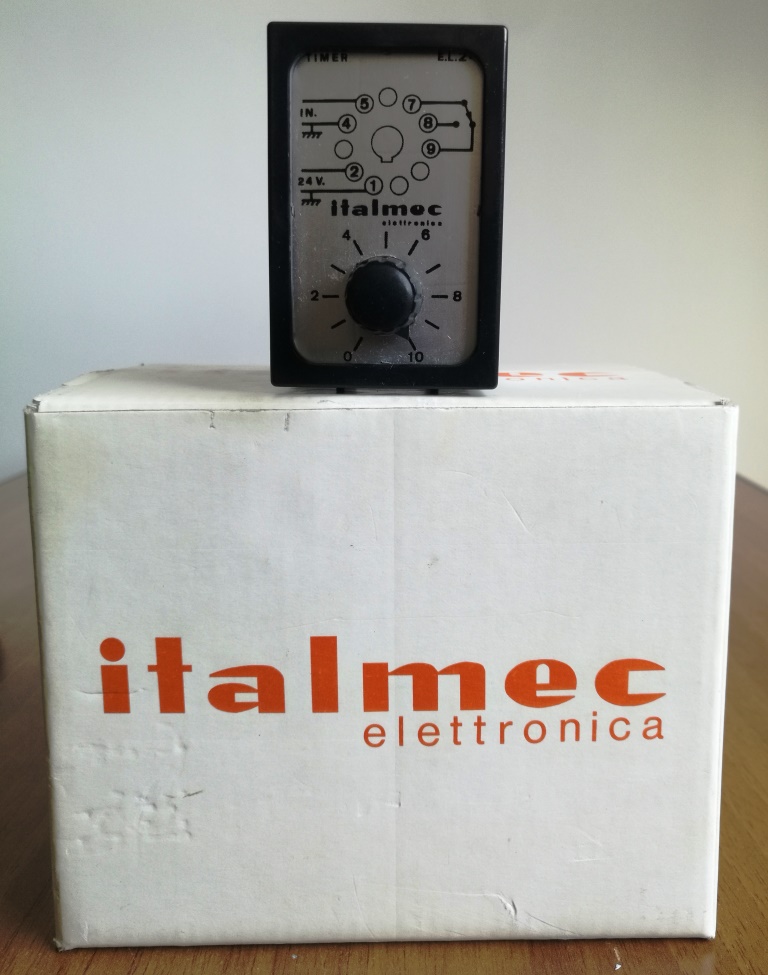 TIMER E.L.2
5 7
IN.
4 8
9
2
24 V. 1
italmec
elettronica
4 6
2 8
0 10
onica
italmec
elettronica